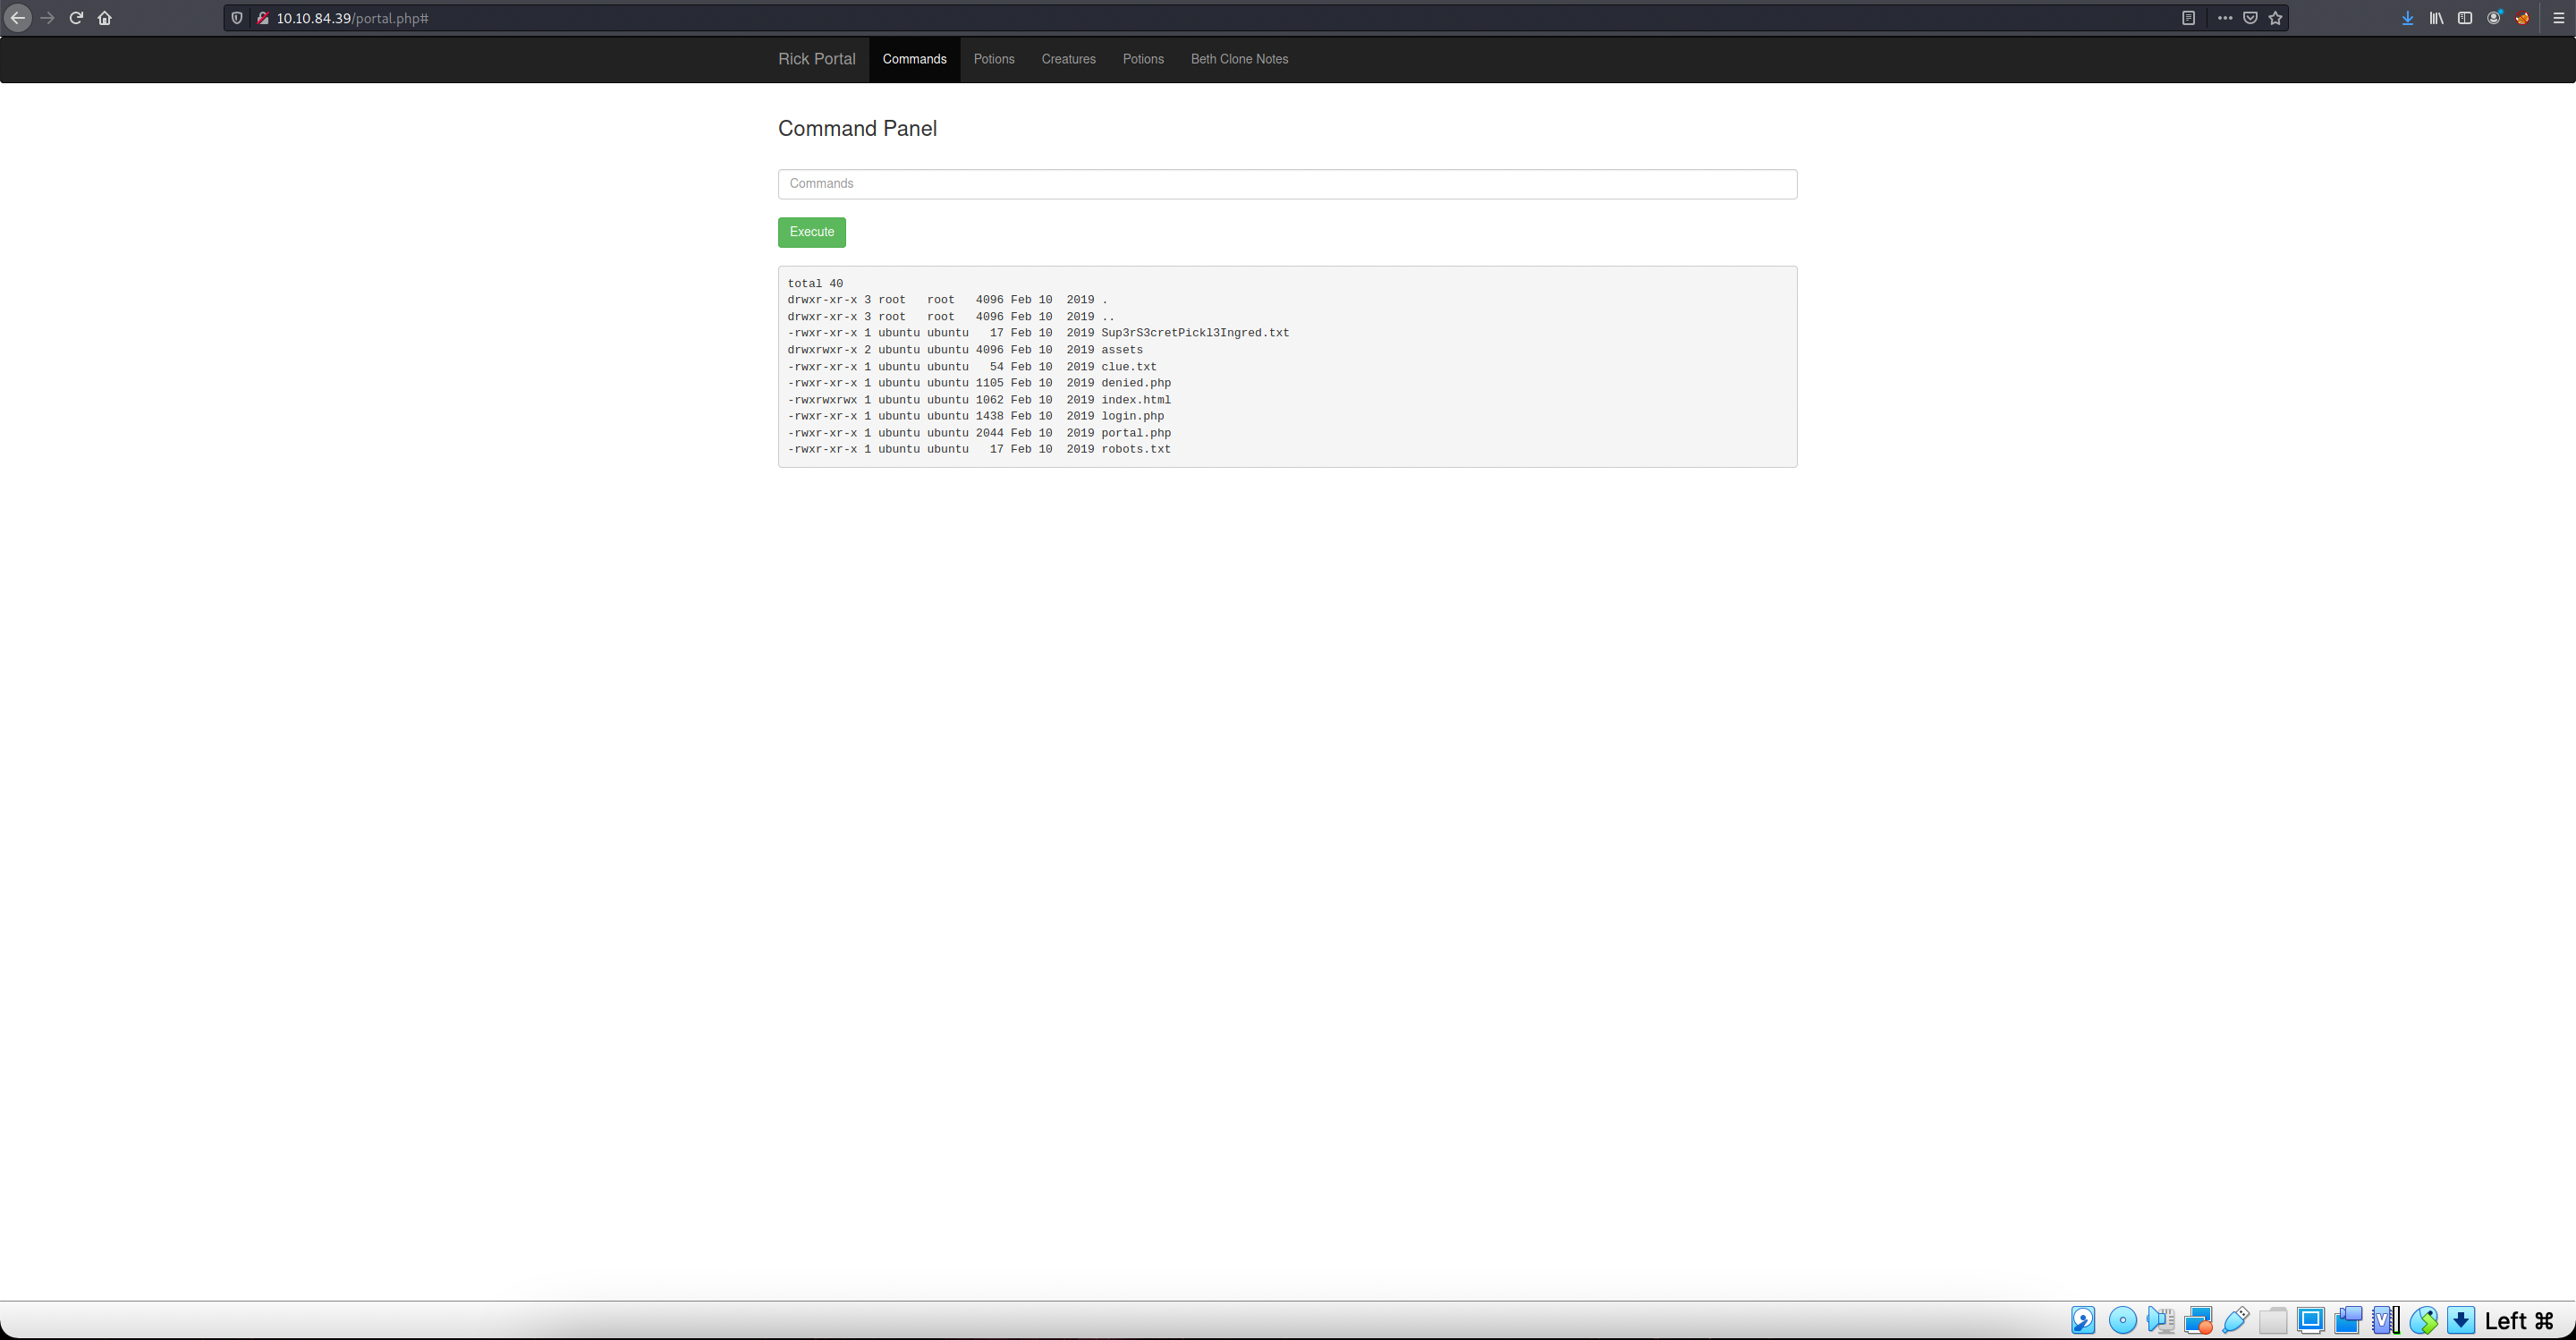 10.10.84.39/portal.php#
Rick Portal Commands Potions Creatures Potions Beth Clone Notes
Command Panel
Commands
Execute
total 40
drwxr-xr-x 3 root   root   4096 Feb 10  2019 .
drwxr-xr-x 3 root   root   4096 Feb 10  2019 ..
-rwxr-xr-x 1 ubuntu ubuntu   17 Feb 10  2019 Sup3rS3cretPickl3Ingred.txt
drwxrwxr-x 2 ubuntu ubuntu 4096 Feb 10  2019 assets
-rwxr-xr-x 1 ubuntu ubuntu   54 Feb 10  2019 clue.txt
-rwxr-xr-x 1 ubuntu ubuntu 1105 Feb 10  2019 denied.php
-rwxrwxrwx 1 ubuntu ubuntu 1062 Feb 10  2019 index.html
-rwxr-xr-x 1 ubuntu ubuntu 1438 Feb 10  2019 login.php
-rwxr-xr-x 1 ubuntu ubuntu 2044 Feb 10  2019 portal.php
-rwxr-xr-x 1 ubuntu ubuntu   17 Feb 10  2019 robots.txt
Left ⌘